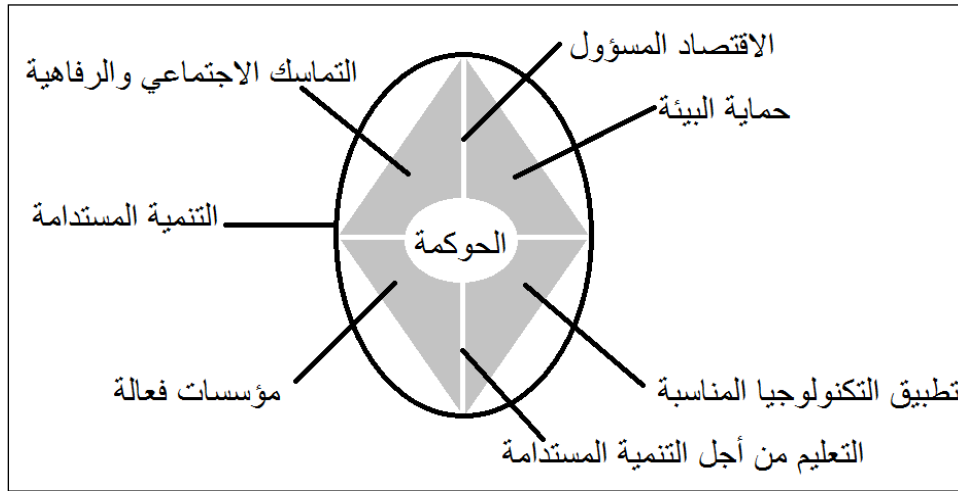 الاقتصاد المسؤول
التماسك الاجتماعي والرفاهية
حماية البيئة
التنمية المستدامة
الحوكمة
مؤسسات فعالة
تطبيق التكنولوجيا المناسبة
التعليم من أجل التنمية المستدامة